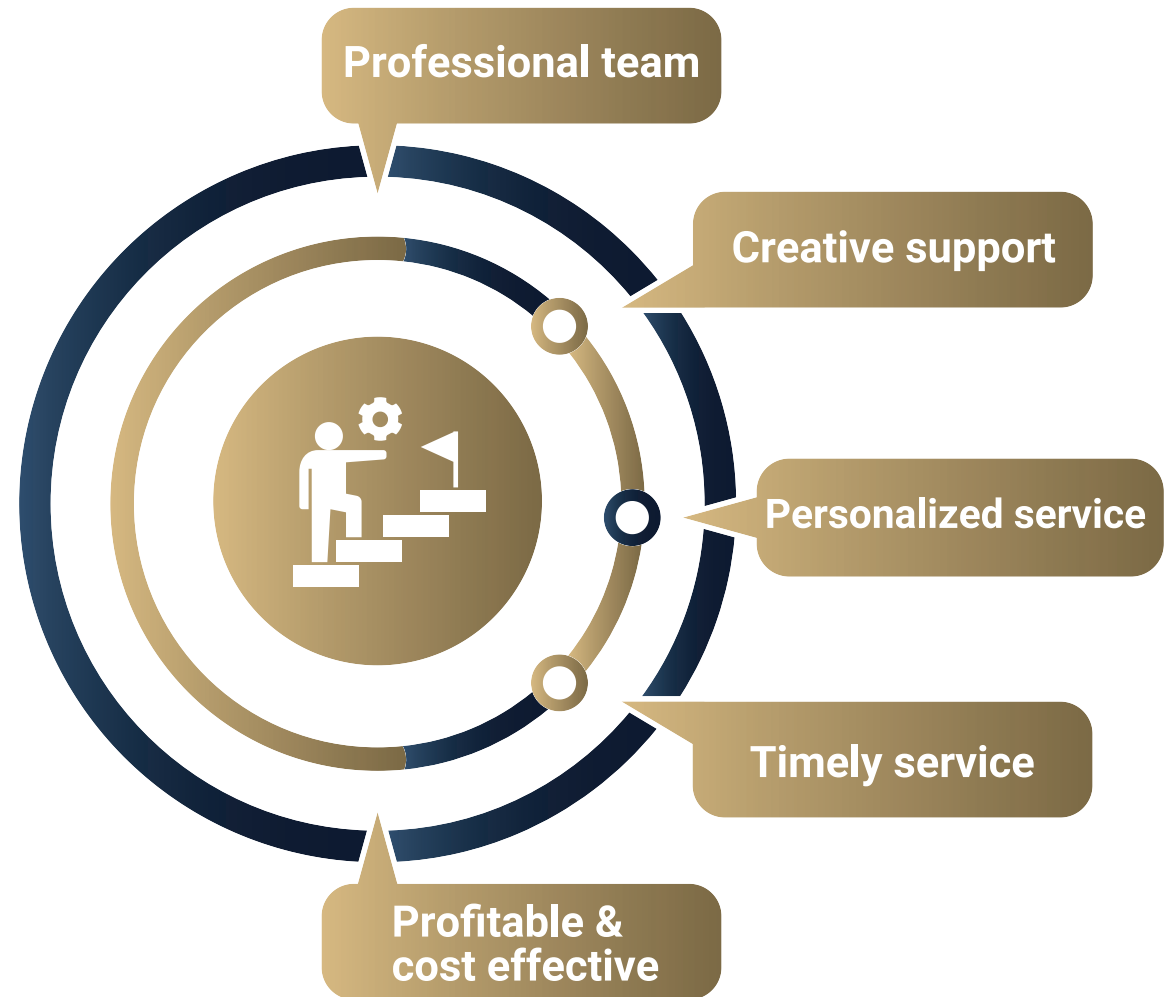 Professional team
Creative support
Personalized service
Timely service
Profitable &
cost effective